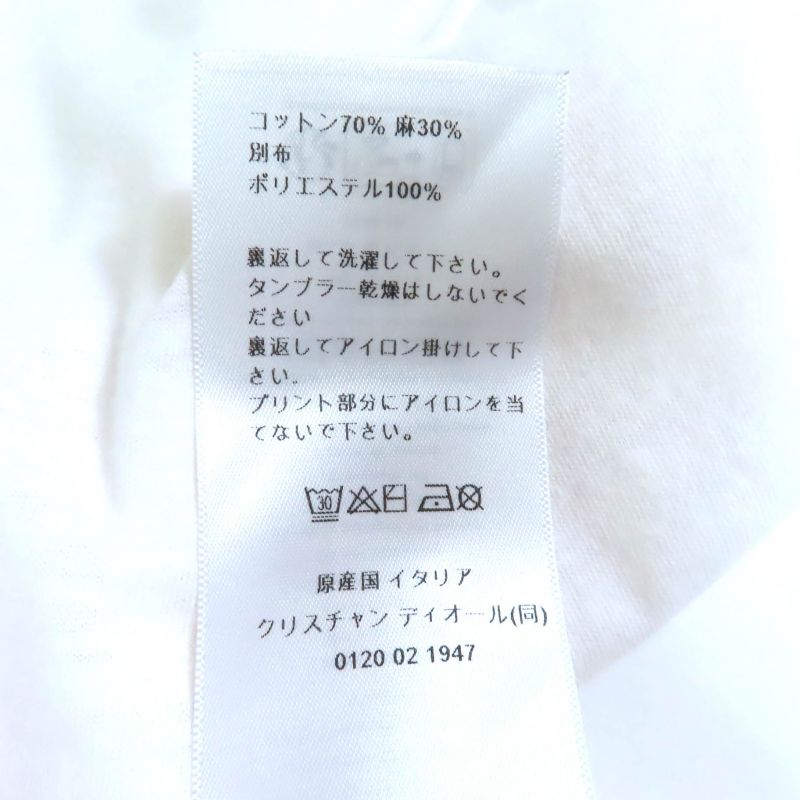 コットン70% 麻30%
別布
ポリエステル100%
裏返して洗濯して下さい。
タンブラー乾燥はしないでく
ださい
裏返してアイロン掛けして下
さい。
プリント部分にアイロンを当
てないで下さい。
30
原産国 イタリア
クリスチャン ディオール(同)
0120 02 1947